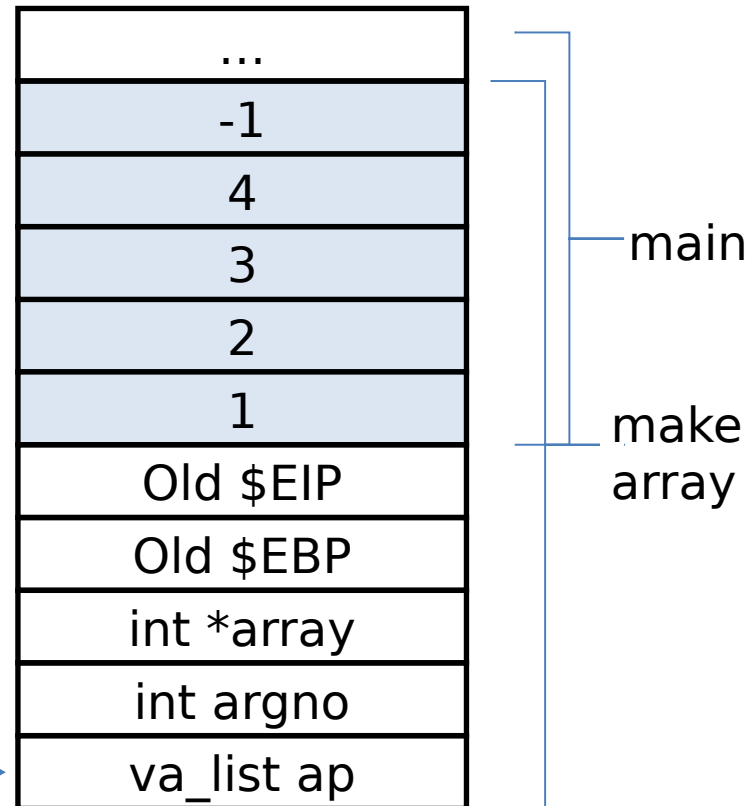 ...
-1
4
3
2
1
Old $EIP
Old $EBP
int *array
int argno
va_list ap
main
make
array